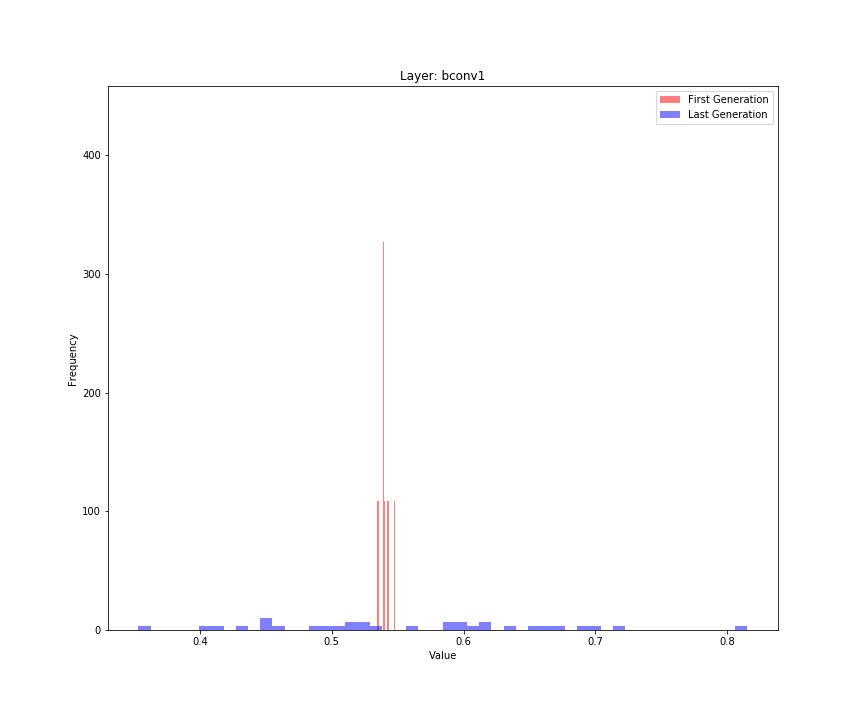 Layer: bconv1
First Generation
Last Generation
400
300
200
100
0
Frequency
0.4 0.5 0.6 0.7 0.8
Value